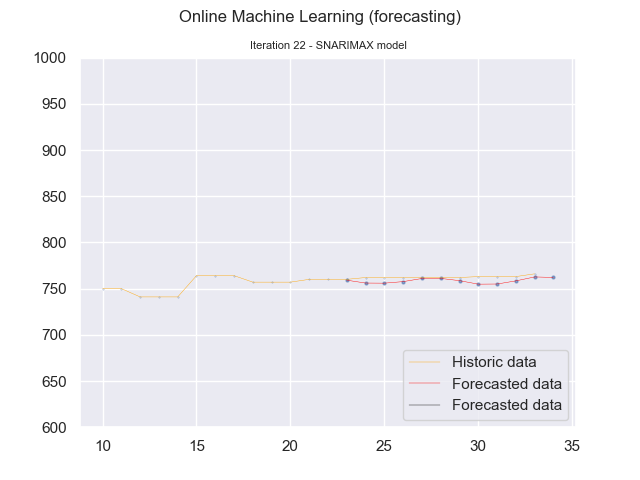 Online Machine Learning (forecasting)
Iteration 22 - SNARIMAX model
1000
950
900
850
800
750
700
650
600
Historic data
Forecasted data
Forecasted data
10 15 20 25 30 35